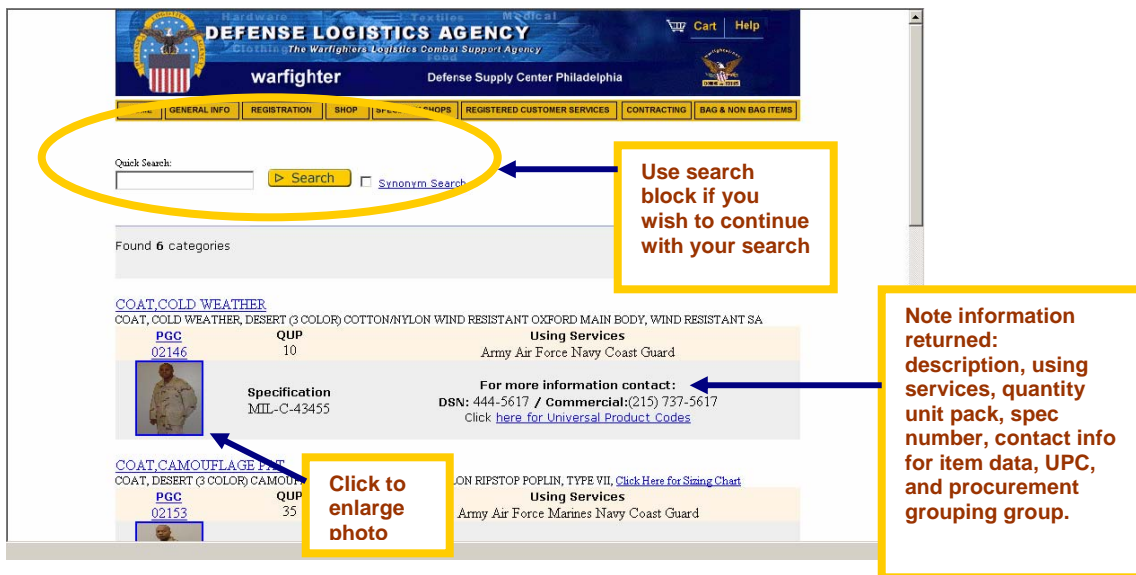 Hardware Textiles Medical
DEFENSE LOGISTICS AGENCY
Clothing The Warfighters Logistics Combat Support Agency
FOOD
Cart Help
warfighter Defense Supply Center Philadelphia
GENERAL INFO REGISTRATION SHOP SHOPS REGISTERED CUSTOMER SERVICES CONTRACTING BAG & NON BAG ITEMS
Quick Search:
Search Synonym Search
Use search
block if you
wish to continue
with your search
Found 6 categories
COAT,COLD WEATHER
COAT, COLD WEATHER, DESERT (3 COLOR) COTTON/NYLON WIND RESISTANT OXFORD MAIN BODY, WIND RESISTANT SA
PGC QUP Using Services
02146 10 Army Air Force Navy Coast Guard
Specification
MIL-C-43455
For more information contact:
DSN: 444-5617 / Commercial:(215) 737-5617
Click here for Universal Product Codes
Note information
returned:
description, using
services, quantity
unit pack, spec
number, contact info
for item data, UPC,
and procurement
grouping group.
COAT,CAMOUFLAGE
COAT, DESERT (3 COLOR) RIPSTOP POPLIN, TYPE VII, Click Here for Sizing Chart
PGC QUP Using Services
02153 35 Army Air Force Marines Navy Coast Guard
Click to
enlarge
photo